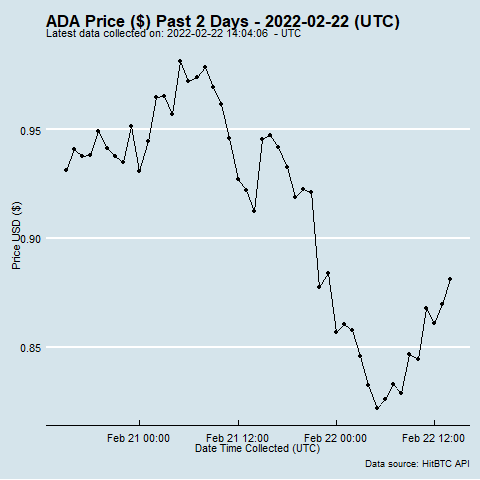 ADA Price ($) Past 2 Days - 2022-02-22 (UTC)
Latest data collected on: 2022-02-22 14:04:06 - UTC
Price USD ($)
0.95
0.90
0.85
Feb 21 00:00
Feb 21 12:00
Feb 22 00:00
Feb 22 12:00
Date Time Collected (UTC)
Data source: HitBTC API